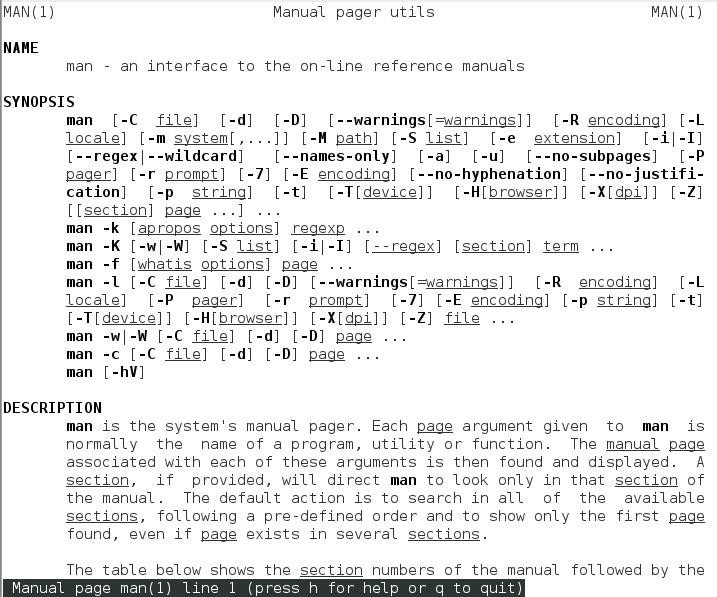 MAN(1) Manual pager utils MAN(1)
NAME
man - an interface to the on-line reference manuals
SYNOPSIS
man [-C file] [-d] [-D] [--warnings[=warnings]] [-R encoding] [-L
locale] [-m system[,...]] [-M path] [-S list] [-e extension] [-i|-I]
[--regex|--wildcard] [--names-only] [-a] [-u] [--no-subpages] [-P
pager] [-r prompt] [-7] [-E encoding] [--no-hyphenation] [--no-justifi-
cation] [-p string] [-t] [-T[device]] [-H[browser]] [-X[dpi]] [-Z]
[[section] page ...] ...
man -k [apropos options] regexp ...
man -K [-w|-W] [-S list] [-i|-I] [--regex] [section] term ...
man -f [whatis options] page ...
man -l [-C file] [-d] [-D] [--warnings[=warnings]] [-R encoding] [-L
locale] [-P pager] [-r prompt] [-7] [-E encoding] [-p string] [-t]
[-T[device]] [-H[browser]] [-X[dpi]] [-Z] file ...
man -w|-W [-C file] [-d] [-D] page ...
man -c [-C file] [-d] [-D] page ...
man [-hV]
DESCRIPTION
man is the system's manual pager. Each page argument given to man is
normally the name of a program, utility or function. The manual page
associated with each of these arguments is then found and displayed. A
section, if provided, will direct man to look only in that section of
the manual. The default action is to search in all of the available
sections, following a pre-defined order and to show only the first page
found, even if page exists in several sections.
The table below shows the section numbers of the manual followed by the
Manual page man(1) line 1 (press h for help or q to quit)